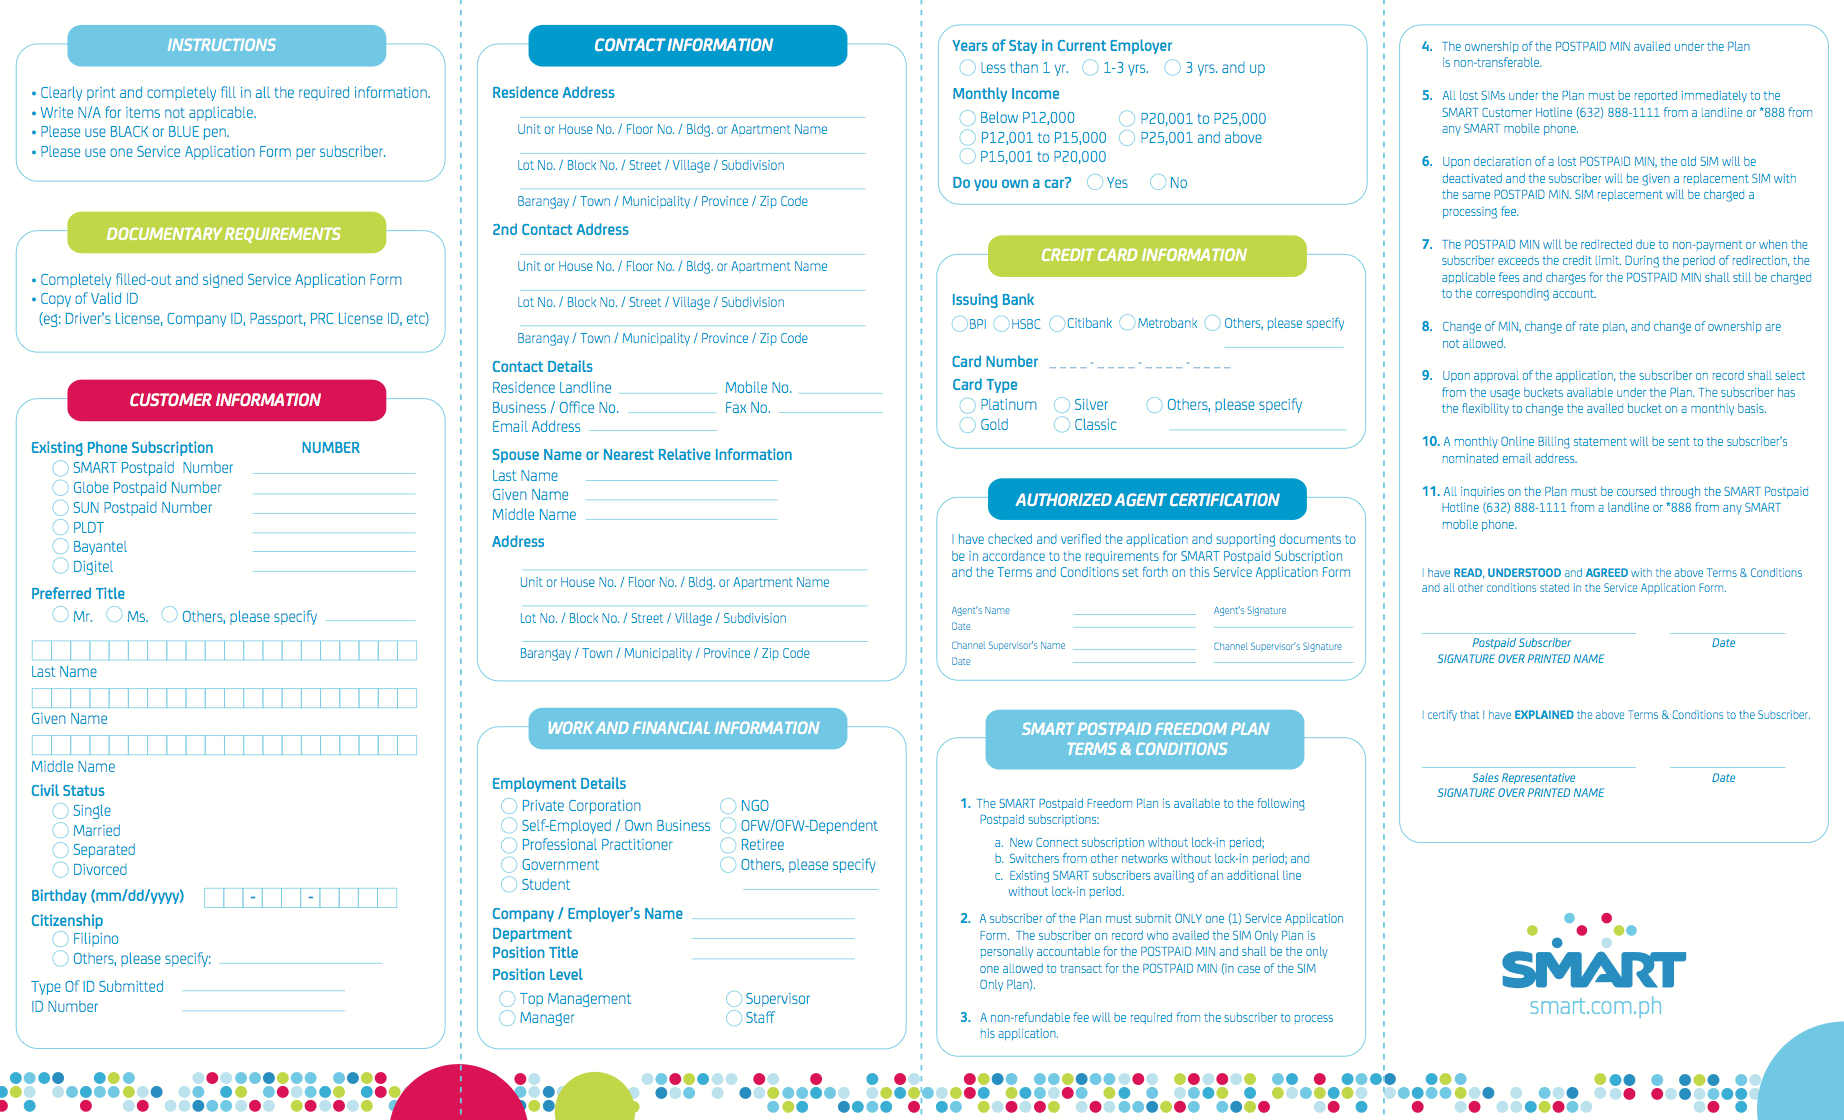 INSTRUCTIONS
• Clearly print and completely fill in all the required information.
• Write N/A for items not applicable.
• Please use BLACK or BLUE pen.
• Please use one Service Application Form per subscriber.
DOCUMENTARY REQUIREMENTS
• Completely filled-out and signed Service Application Form
• Copy of Valid ID
(eg: Driver's License, Company ID, Passport, PRC License ID, etc)
CUSTOMER INFORMATION
Existing Phone Subscription NUMBER
SMART Postpaid Number
Globe Postpaid Number
SUN Postpaid Number
PLDT
Bayantel
Digitel
Preferred Title
Mr. Ms. Others, please specify
Last Name
Given Name
Middle Name
Civil Status
Single
Married
Separated
Divorced
Birthday (mm/dd/yyyy) - -
Citizenship
Filipino
Others, please specify:
Type Of ID Submitted
ID Number
CONTACT INFORMATION
Residence Address
Unit or House No. / Floor No. / Bldg. or Apartment Name
Lot No. / Block No. / Street / Village / Subdivision
Barangay / Town / Municipality / Province / Zip Code
2nd Contact Address
Unit or House No. / Floor No. / Bldg. or Apartment Name
Lot No. / Block No. / Street / Village / Subdivision
Barangay / Town / Municipality / Province / Zip Code
Contact Details
Residence Landline Mobile No.
Business / Office No. Fax No.
Email Address
Spouse Name or Nearest Relative Information
Last Name
Given Name
Middle Name
Address
Unit or House No. / Floor No. / Bldg. or Apartment Name
Lot No. / Block No. / Street / Village / Subdivision
Barangay / Town / Municipality / Province / Zip Code
WORK AND FINANCIAL INFORMATION
Employment Details
Private Corporation NGO
Self-Employed / Own Business OFW/OFW-Dependent
Professional Practitioner Retiree
Government Others, please specify
Student
Company / Employer's Name
Department
Position Title
Position Level
Top Management Supervisor
Manager Staff
Years of Stay in Current Employer
Less than 1 yr. 1-3 yrs. 3 yrs. and up
Monthly Income
Below P12,000 P20,001 to P25,000
P12,001 to P15,000 P25,001 and above
P15,001 to P20,000
Do you own a car? Yes No
CREDIT CARD INFORMATION
Issuing Bank
BPI HSBC Citibank Metrobank Others, please specify
Card Number _ _ _ _ - _ _ _ _ - _ _ _ _ - _ _ _ _
Card Type
Platinum Silver Others, please specify
Gold Classic
AUTHORIZED AGENT CERTIFICATION
I have checked and verified the application and supporting documents to
be in accordance to the requirements for SMART Postpaid Subscription
and the Terms and Conditions set forth on this Service Application Form
Agent's Name Agent's Signature
Date
Channel Supervisor's Name Channel Supervisor's Signature
Date
SMART POSTPAID FREEDOM PLAN
TERMS & CONDITIONS
1. The SMART Postpaid Freedom Plan is available to the following
Postpaid subscriptions:
a. New Connect subscription without lock-in period;
b. Switchers from other networks without lock-in period; and
c. Existing SMART subscribers availing of an additional line
without lock-in period.
2. A subscriber of the Plan must submit ONLY one (1) Service Application
Form. The subscriber on record who availed the SIM Only Plan is
personally accountable for the POSTPAID MIN and shall be the only
one allowed to transact for the POSTPAID MIN (in case of the SIM
Only Plan).
3. A non-refundable fee will be required from the subscriber to process
his application.
4. The ownership of the POSTPAID MIN availed under the Plan
is non-transferable.
5. All lost SIMs under the Plan must be reported immediately to the
SMART Customer Hotline (632) 888-1111 from a landline or *888 from
any SMART mobile phone.
6. Upon declaration of a lost POSTPAID MIN, the old SIM will be
deactivated and the subscriber will be given a replacement SIM with
the same POSTPAID MIN. SIM replacement will be charged a
processing fee.
7. The POSTPAID MIN will be redirected due to non-payment or when the
subscriber exceeds the credit limit. During the period of redirection, the
applicable fees and charges for the POSTPAID MIN shall still be charged
to the corresponding account.
8. Change of MIN, change of rate plan, and change of ownership are
not allowed.
9. Upon approval of the application, the subscriber on record shall select
from the usage buckets available under the Plan. The subscriber has
the flexibility to change the availed bucket on a monthly basis.
10. A monthly Online Billing statement will be sent to the subscriber's
nominated email address.
11. All inquiries on the Plan must be coursed through the SMART Postpaid
Hotline (632) 888-1111 from a landline or *888 from any SMART
mobile phone.
I have READ, UNDERSTOOD and AGREED with the above Terms & Conditions
and all other conditions stated in the Service Application Form.
Postpaid Subscriber Date
SIGNATURE OVER PRINTED NAME
I certify that I have EXPLAINED the above Terms & Conditions to the Subscriber.
Sales Representative Date
SIGNATURE OVER PRINTED NAME
SMART
smart.com.ph